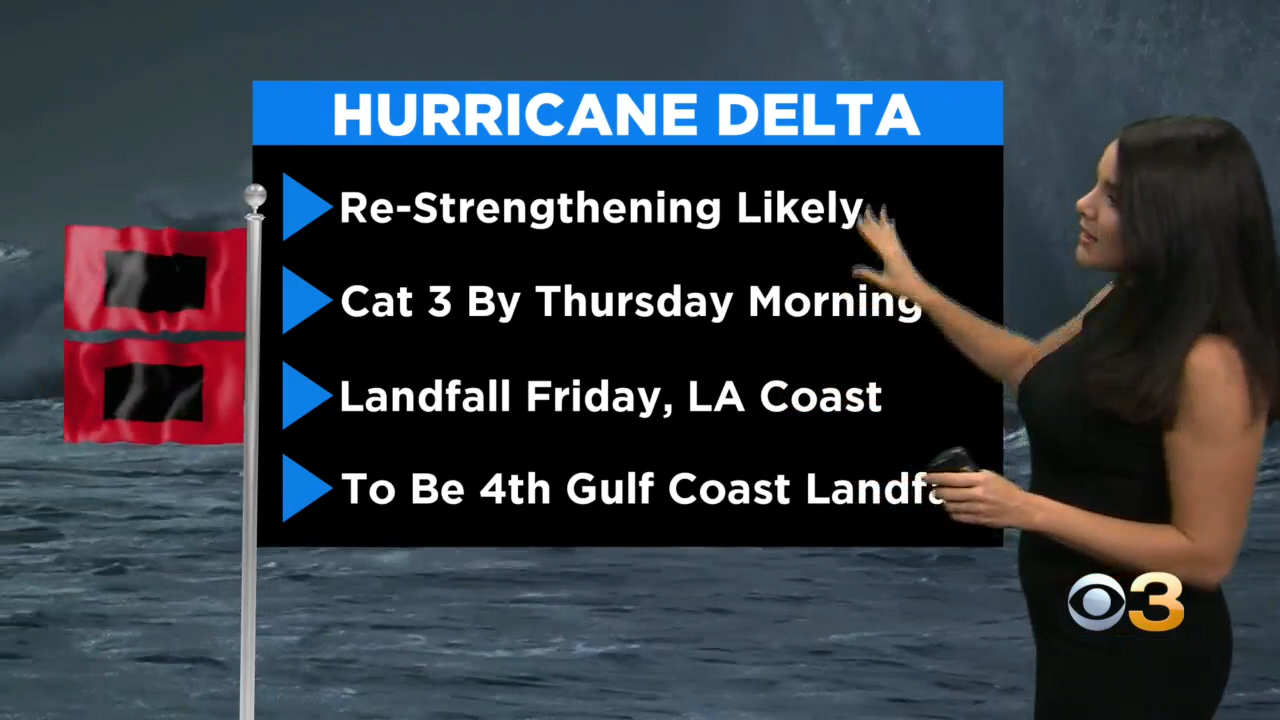 HURRICANE DELTA
Re-Strengthening Likely
Cat 3 By Thursday Morning
Landfall Friday, LA Coast
To Be 4th Gulf Coast
3